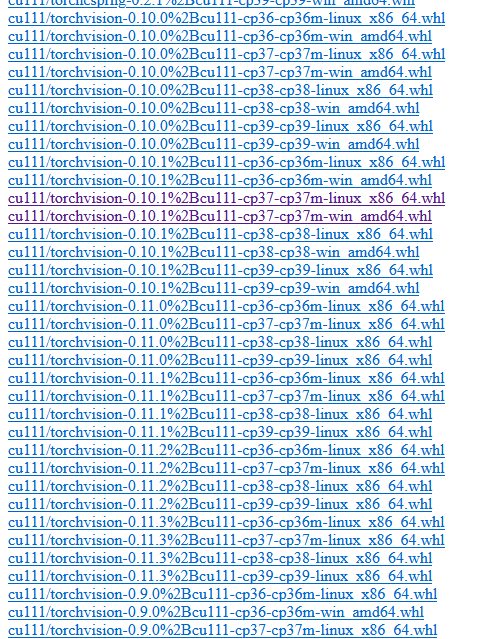 cu111/torchcsprng-0.2.1%2Bcu111-cp39-cp39-win_amd64.whl
cu111/torchvision-0.10.0%2Bcu111-cp36-cp36m-linux_x86_64.whl
cu111/torchvision-0.10.0%2Bcu111-cp36-cp36m-win_amd64.whl
cu111/torchvision-0.10.0%2Bcu111-cp37-cp37m-linux_x86_64.whl
cu111/torchvision-0.10.0%2Bcu111-cp37-cp37m-win_amd64.whl
cu111/torchvision-0.10.0%2Bcu111-cp38-cp38-linux_x86_64.whl
cu111/torchvision-0.10.0%2Bcu111-cp38-cp38-win_amd64.whl
cu111/torchvision-0.10.0%2Bcu111-cp39-cp39-linux_x86_64.whl
cu111/torchvision-0.10.0%2Bcu111-cp39-cp39-win_amd64.whl
cu111/torchvision-0.10.1%2Bcu111-cp36-cp36m-linux_x86_64.whl
cu111/torchvision-0.10.1%2Bcu111-cp36-cp36m-win_amd64.whl
cu111/torchvision-0.10.1%2Bcu111-cp37-cp37m-linux_x86_64.whl
cu111/torchvision-0.10.1%2Bcu111-cp37-cp37m-win_amd64.whl
cu111/torchvision-0.10.1%2Bcu111-cp38-cp38-linux_x86_64.whl
cu111/torchvision-0.10.1%2Bcu111-cp38-cp38-win_amd64.whl
cu111/torchvision-0.10.1%2Bcu111-cp39-cp39-linux_x86_64.whl
cu111/torchvision-0.10.1%2Bcu111-cp39-cp39-win_amd64.whl
cu111/torchvision-0.11.0%2Bcu111-cp36-cp36m-linux_x86_64.whl
cu111/torchvision-0.11.0%2Bcu111-cp37-cp37m-linux_x86_64.whl
cu111/torchvision-0.11.0%2Bcu111-cp38-cp38-linux_x86_64.whl
cu111/torchvision-0.11.0%2Bcu111-cp39-cp39-linux_x86_64.whl
cu111/torchvision-0.11.1%2Bcu111-cp36-cp36m-linux_x86_64.whl
cu111/torchvision-0.11.1%2Bcu111-cp37-cp37m-linux_x86_64.whl
cu111/torchvision-0.11.1%2Bcu111-cp38-cp38-linux_x86_64.whl
cu111/torchvision-0.11.1%2Bcu111-cp39-cp39-linux_x86_64.whl
cu111/torchvision-0.11.2%2Bcu111-cp36-cp36m-linux_x86_64.whl
cu111/torchvision-0.11.2%2Bcu111-cp37-cp37m-linux_x86_64.whl
cu111/torchvision-0.11.2%2Bcu111-cp38-cp38-linux_x86_64.whl
cu111/torchvision-0.11.2%2Bcu111-cp39-cp39-linux_x86_64.whl
cu111/torchvision-0.11.3%2Bcu111-cp36-cp36m-linux_x86_64.whl
cu111/torchvision-0.11.3%2Bcu111-cp37-cp37m-linux_x86_64.whl
cu111/torchvision-0.11.3%2Bcu111-cp38-cp38-linux_x86_64.whl
cu111/torchvision-0.11.3%2Bcu111-cp39-cp39-linux_x86_64.whl
cu111/torchvision-0.9.0%2Bcu111-cp36-cp36m-linux_x86_64.whl
cu111/torchvision-0.9.0%2Bcu111-cp36-cp36m-win_amd64.whl
cu111/torchvision-0.9.0%2Bcu111-cp37-cp37m-linux_x86_64.whl